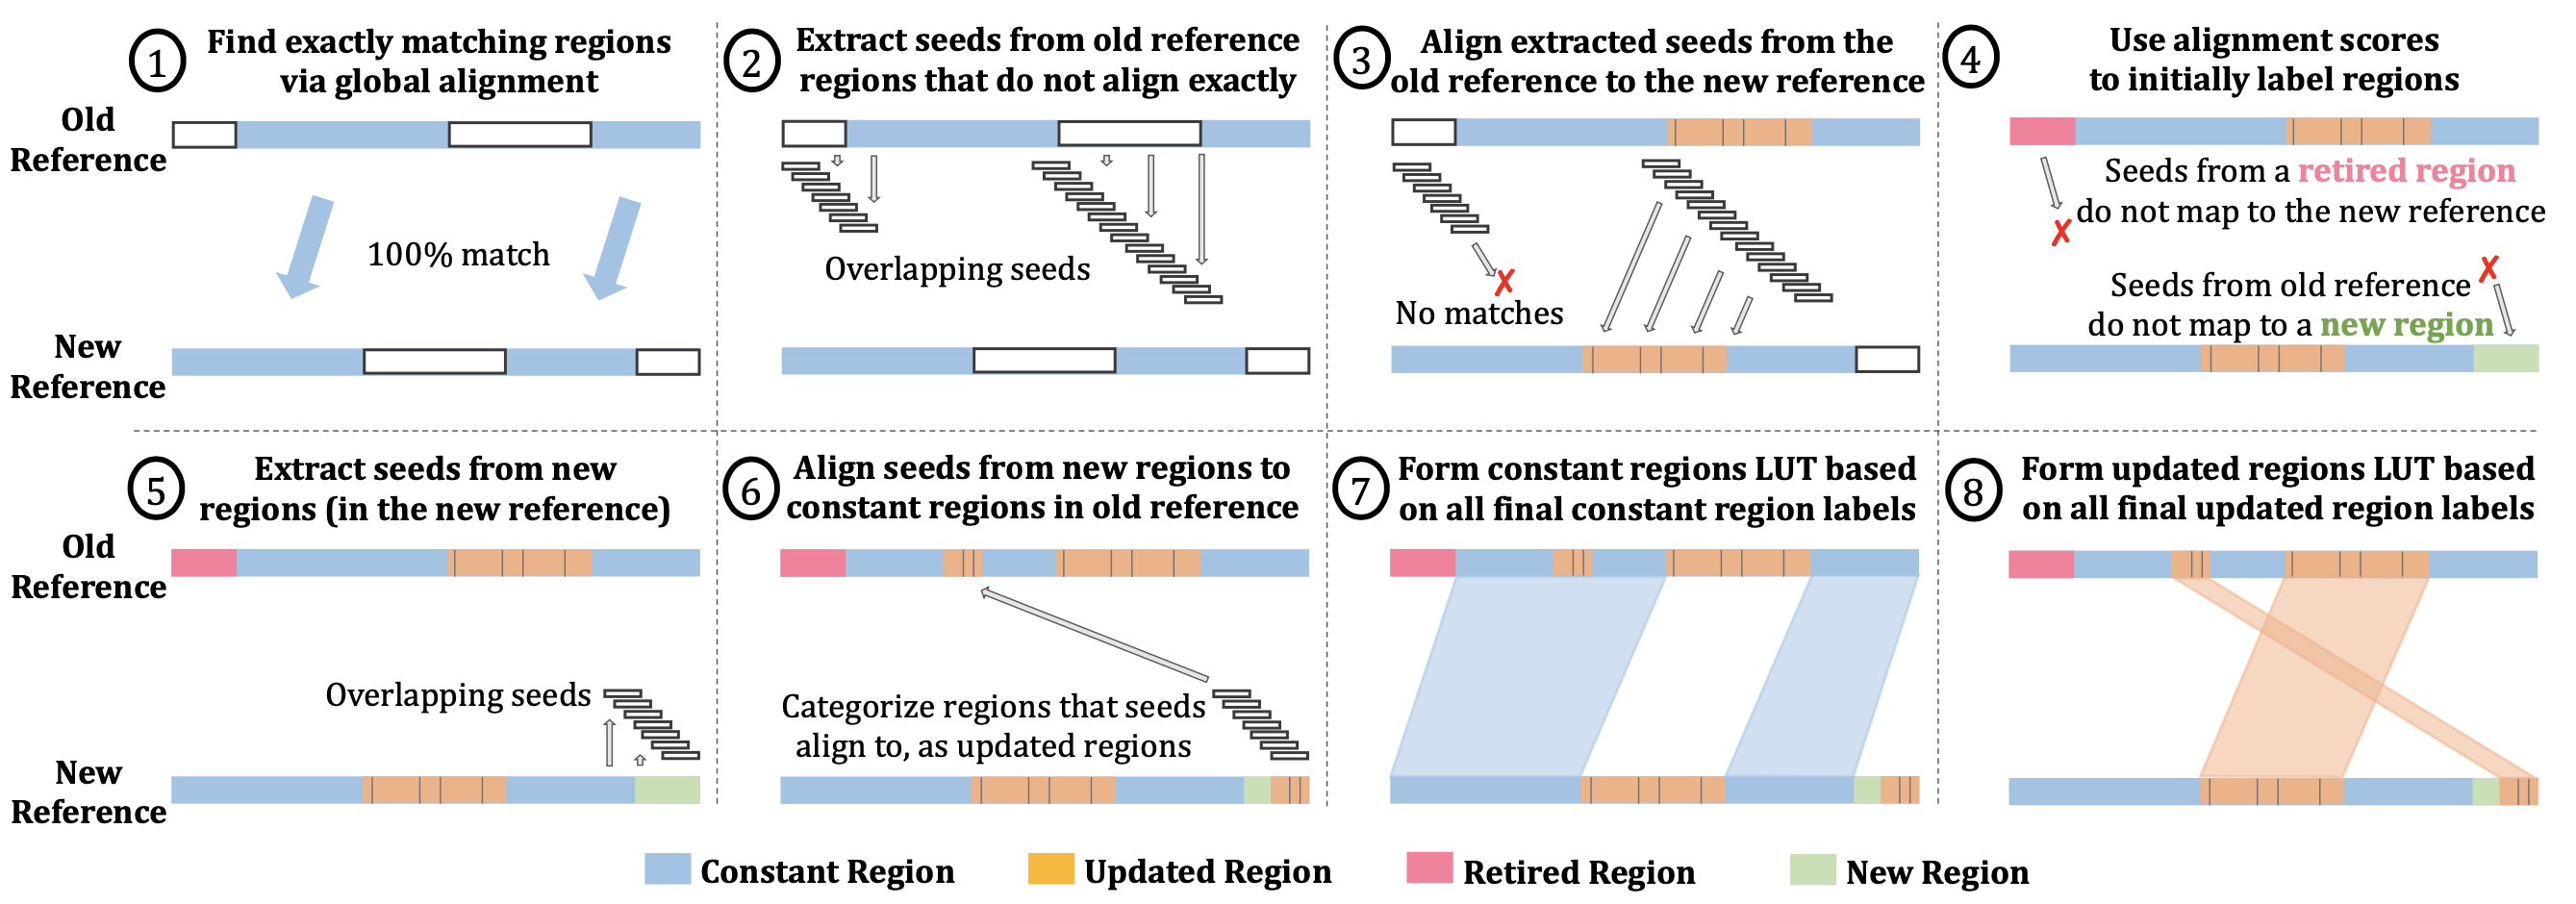 1
Find exactly matching regions
via global alignment
Old
Reference
100% match
New
Reference
2
Extract seeds from old reference
regions that do not align exactly
Overlapping seeds
3
Align extracted seeds from the
old reference to the new reference
No matches
4
Use alignment scores
to initially label regions
Seeds from a retired region
do not map to the new reference
Seeds from old reference
do not map to a new region
5
Extract seeds from new
regions (in the new reference)
Old
Reference
Overlapping seeds
New
Reference
6
Align seeds from new regions to
constant regions in old reference
Categorize regions that seeds
align to, as updated regions
7
Form constant regions LUT based
on all final constant region labels
8
Form updated regions LUT based
on all final updated region labels
Constant Region
Updated Region
Retired Region
New Region